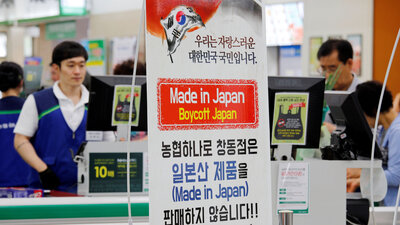 우리는 자랑스러운
대한민국 국민입니다.
Made in Japan
Boycott Japan
농협하나로 창동점은
일본산 제품을
(Made in Japan)
판매하지 않습니다!!
10